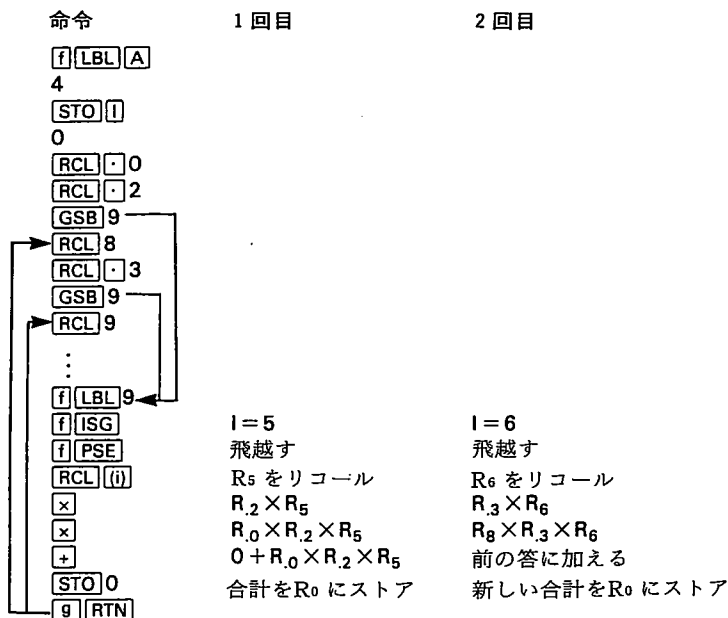 命令 1回目 2回目
f LBL A
4
STO I
0
RCL · 0
RCL · 2
GSB 9
RCL 8
RCL · 3
GSB 9
RCL 9
⋮
f LBL 9
f ISG I=5 I=6
f PSE 飛越す 飛越す
RCL (i) R5 をリコール R6 をリコール
× R.2×R5 R.3×R6
× R.0×R.2×R5 R8×R.3×R6
+ 0+R.0×R.2×R5 前の答に加える
STO 0 合計をR0 にストア 新しい合計をR0 にストア
g RTN